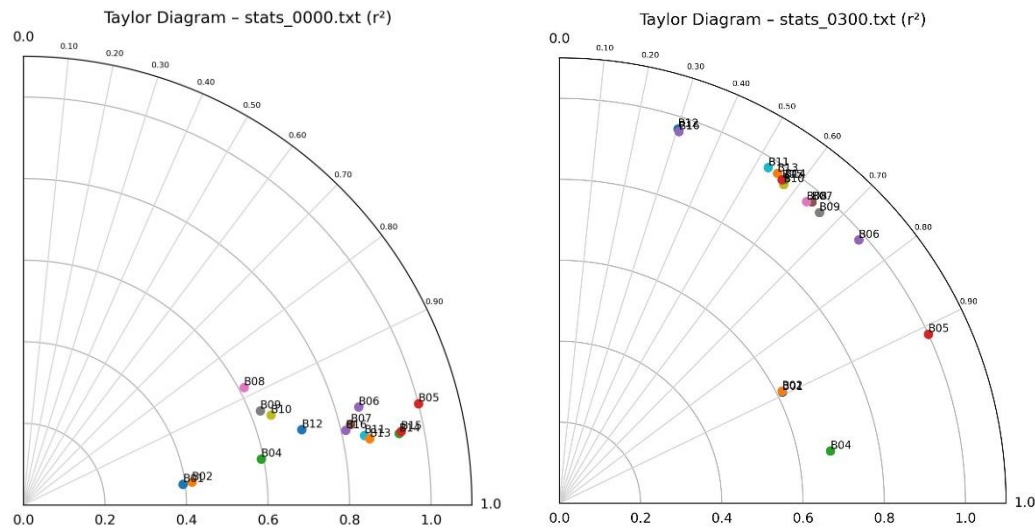 Taylor Diagram – stats_0000.txt (r²)
0.0
0.10
0.20
0.30
0.40
0.50
0.60
0.70
0.80
0.90
B08
B09
B10
B12
B06
B05
B07
B11
B13
B15
B14
B04
B02
B01
1.0
0.0
0.2
0.4
0.6
0.8
1.0
Taylor Diagram – stats_0300.txt (r²)
0.0
0.10
0.20
0.30
0.40
0.50
0.60
0.70
0.80
0.90
B12
B16
B11
B13
B10
B07
B09
B06
B05
B04
1.0
0.0
0.2
0.4
0.6
0.8
1.0